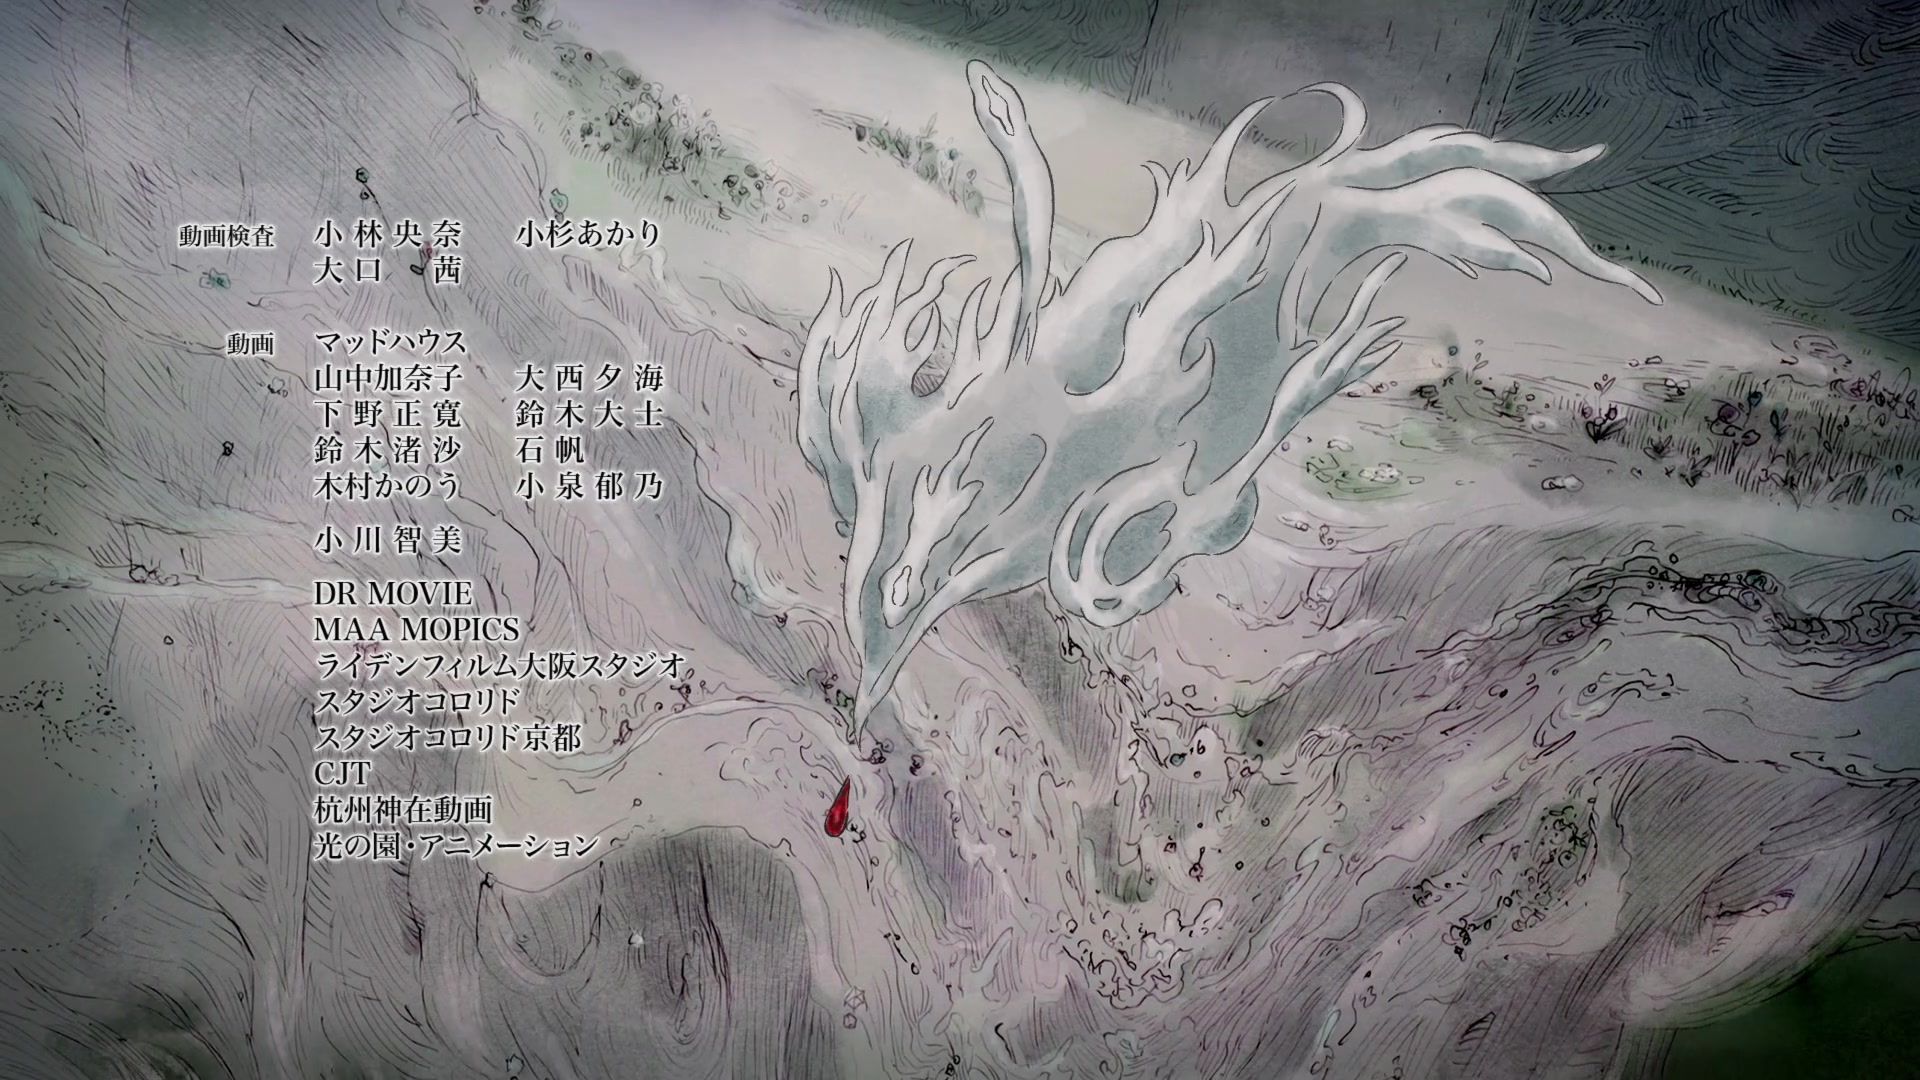 動画検査 小林央奈 小杉あかり
大口 茜
動画 マッドハウス
山中加奈子 大西夕海
下野正寛 鈴木大士
鈴木渚沙 石帆
木村かのう 小泉郁乃
小川智美
DR MOVIE
MAA MOPICS
ライデンフィルム大阪スタジオ
スタジオコロリド
スタジオコロリド京都
CJT
杭州神在動画
光の園・アニメーション